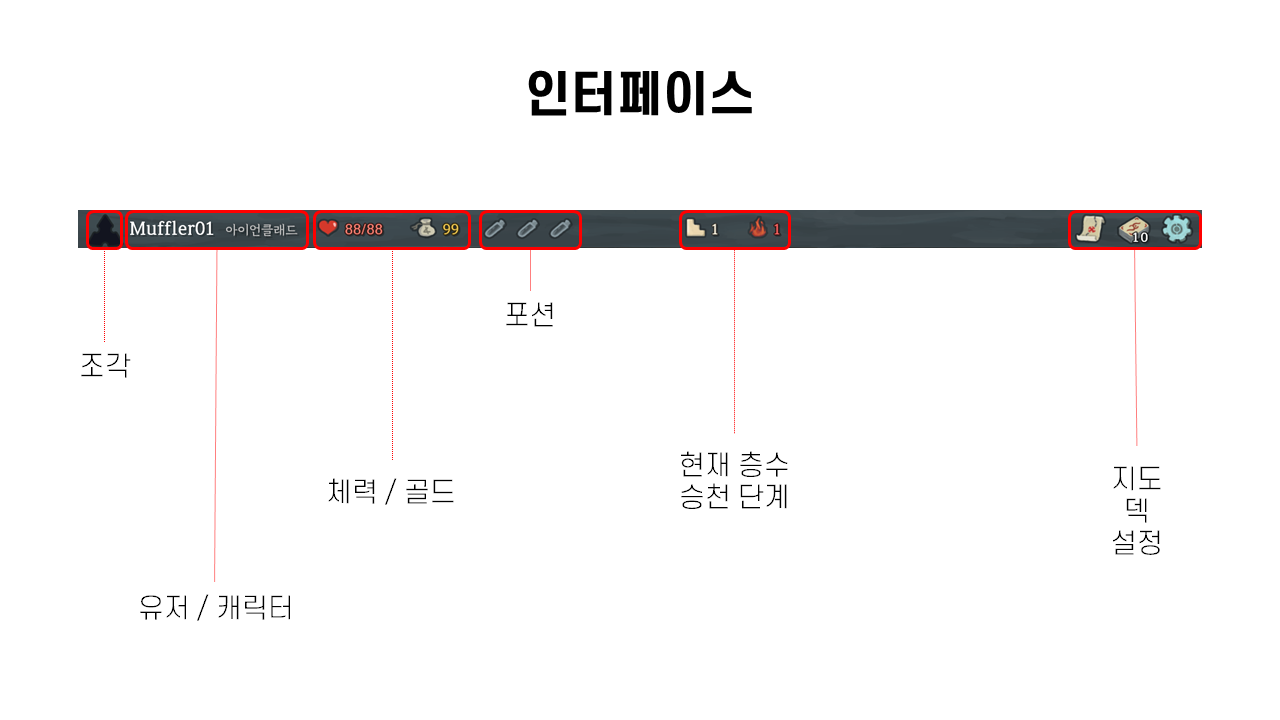 인터페이스
Muffler01 아이언클래드 88/88 99 1 1 10
조각
유저 / 캐릭터
체력 / 골드
포션
현재 층수
승천 단계
지도
덱
설정